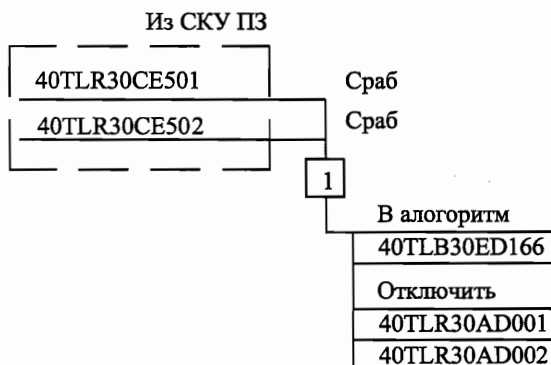 Из СКУ ПЗ
40TLR30CE501 Сраб
40TLR30CE502 Сраб
1
В алогоритм
40TLB30ED166
Отключить
40TLR30AD001
40TLR30AD002